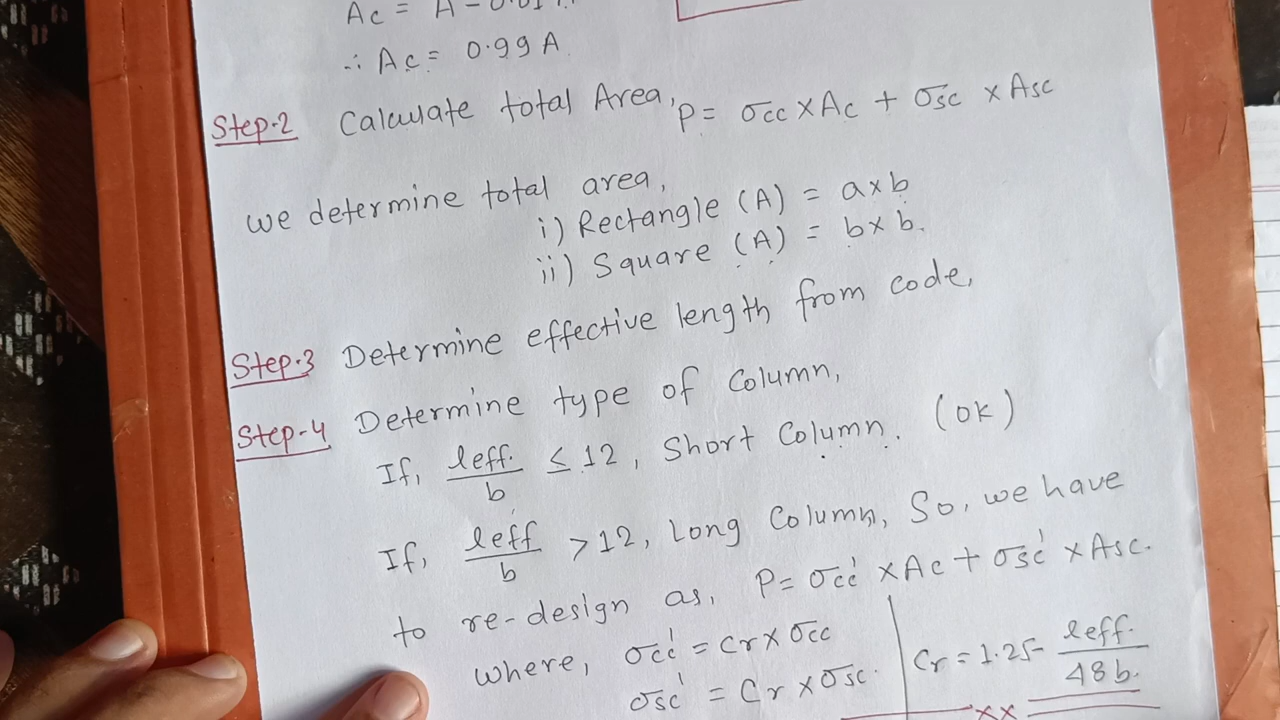 Ac = A - 0.01A
∴ Ac = 0.99 A
Step-2 Calculate total Area, P = σcc × Ac + σsc × Asc
We determine total area,
i) Rectangle (A) = a×b
ii) Square (A) = b×b.
Step-3 Determine effective length from code,
Step-4 Determine type of Column,
If, leff./b ≤ 12, Short Column. (OK)
If, leff/b > 12, Long Column, So, we have
to re-design as, P = σcc' × Ac + σsc' × Asc.
where, σcc' = Cr × σcc
σsc' = Cr × σsc.
Cr = 1.25 - leff./48b.
××